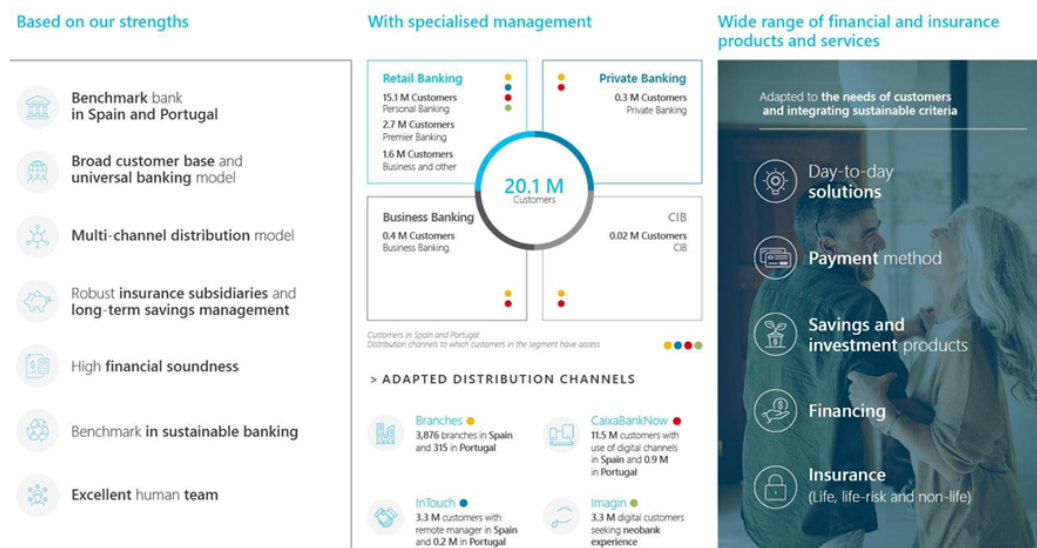 Based on our strengths
Benchmark bank
in Spain and Portugal
Broad customer base and
universal banking model
Multi-channel distribution model
Robust insurance subsidiaries and
long-term savings management
High financial soundness
Benchmark in sustainable banking
Excellent human team
With specialised management
Retail Banking
15.1 M Customers
Personal Banking
2.7 M Customers
Premier Banking
1.6 M Customers
Business and other
Private Banking
0.3 M Customers
Private Banking
20.1 M
Customers
Business Banking
0.4 M Customers
Business Banking
CIB
0.02 M Customers
CIB
Customers in Spain and Portugal
Distribution channels to which customers in the segment have access
> ADAPTED DISTRIBUTION CHANNELS
Branches
3,876 branches in Spain
and 315 in Portugal
CaixaBankNow
11.5 M customers with
use of digital channels
in Spain and 0.9 M
in Portugal
InTouch
3.3 M customers with
remote manager in Spain
and 0.2 M in Portugal
Imagin
3.3 M digital customers
seeking neobank
experience
Wide range of financial and insurance
products and services
Adapted to the needs of customers
and integrating sustainable criteria
Day-to-day
solutions
Payment method
Savings and
investment products
Financing
Insurance
(Life, life-risk and non-life)